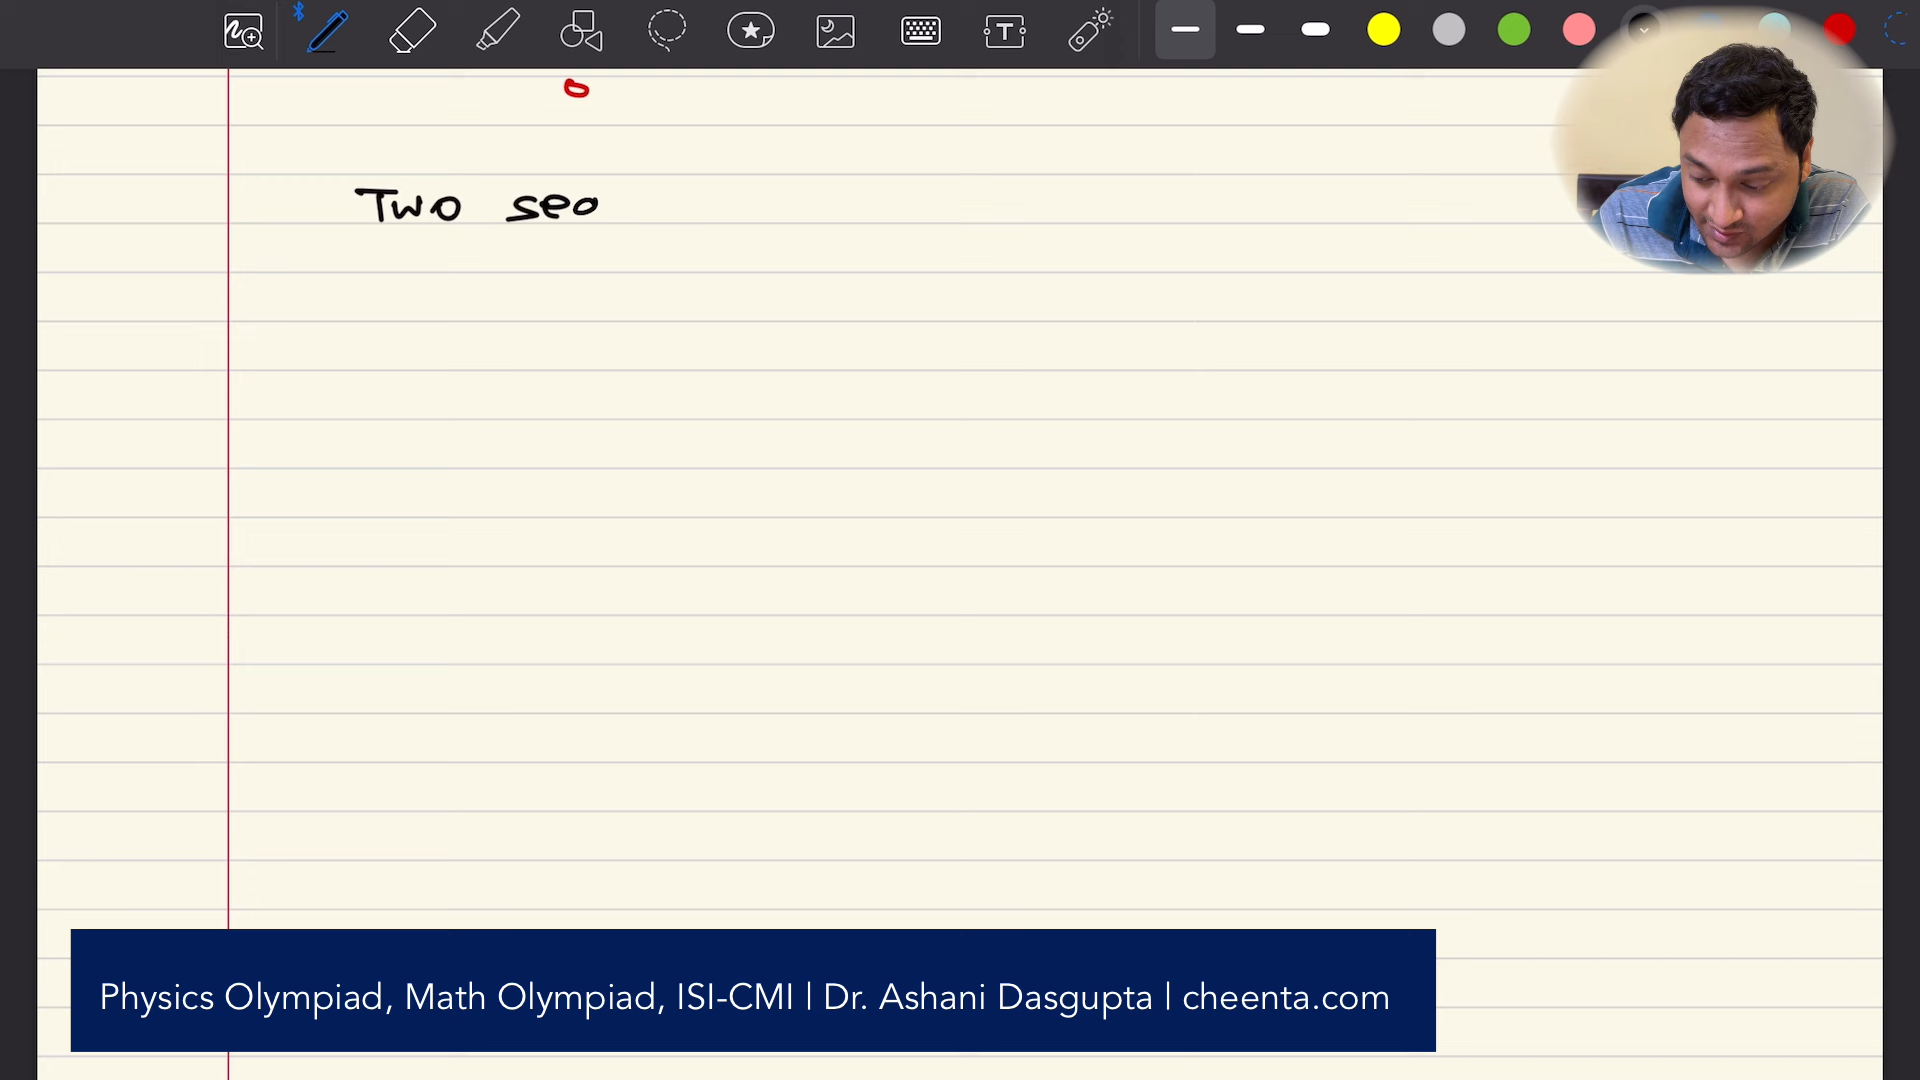 Two seo
Physics Olympiad, Math Olympiad, ISI-CMI | Dr. Ashani Dasgupta | cheenta.com